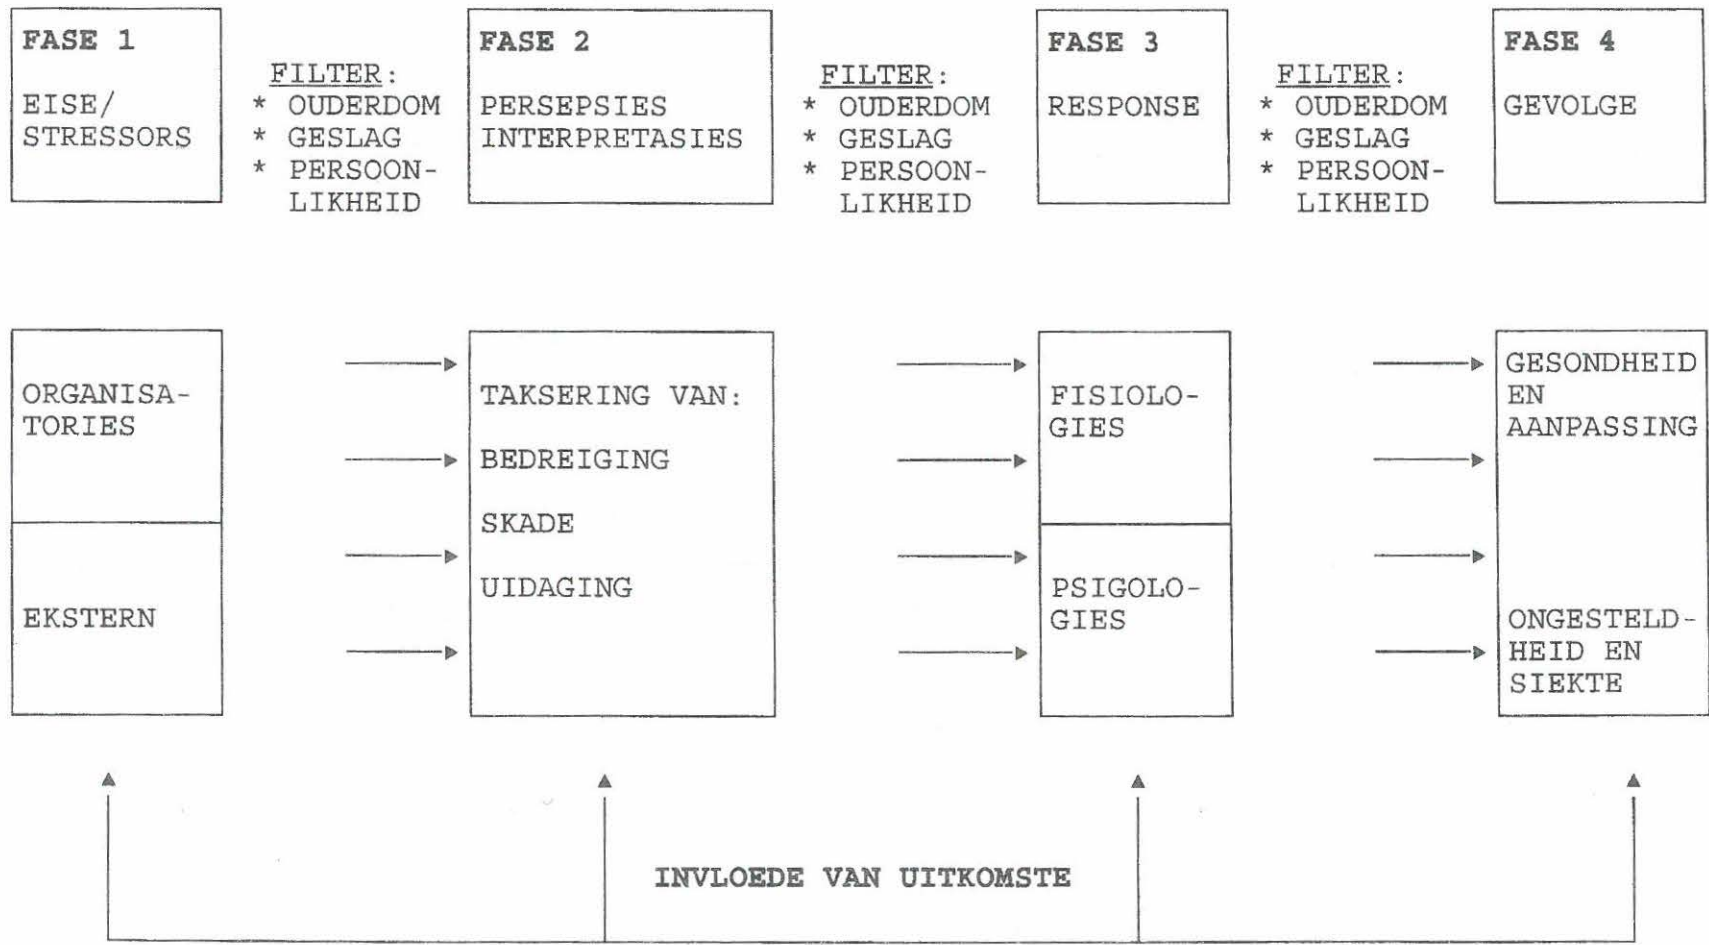 FASE 1
EISE/
STRESSORS
FILTER:
* OUDERDOM
* GESLAG
* PERSOON-
LIKHEID
FASE 2
PERSEPSIES
INTERPRETASIES
FILTER:
* OUDERDOM
* GESLAG
* PERSOON-
LIKHEID
FASE 3
RESPONSE
FILTER:
* OUDERDOM
* GESLAG
* PERSOON-
LIKHEID
FASE 4
GEVOLGE
ORGANISA-
TORIES
EKSTERN
TAKSERING VAN:
BEDREIGING
SKADE
UIDAGING
FISIOLO-
GIES
PSIGOLO-
GIES
GESONDHEID
EN
AANPASSING
ONGESTELD-
HEID EN
SIEKTE
INVLOEDE VAN UITKOMSTE